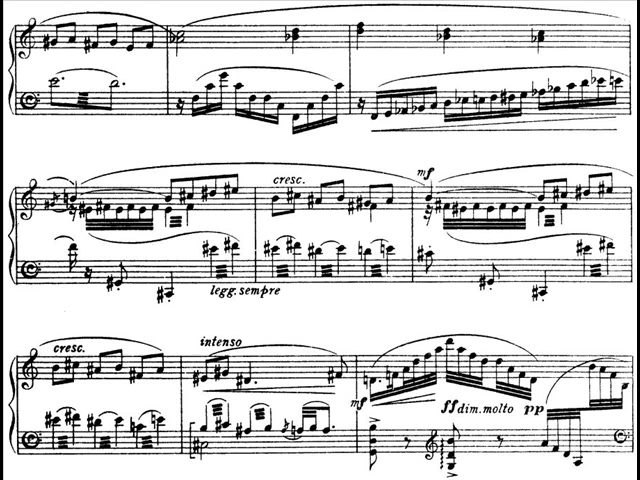 cresc. mf
legg. sempre
cresc. intenso
mf ff dim. molto pp